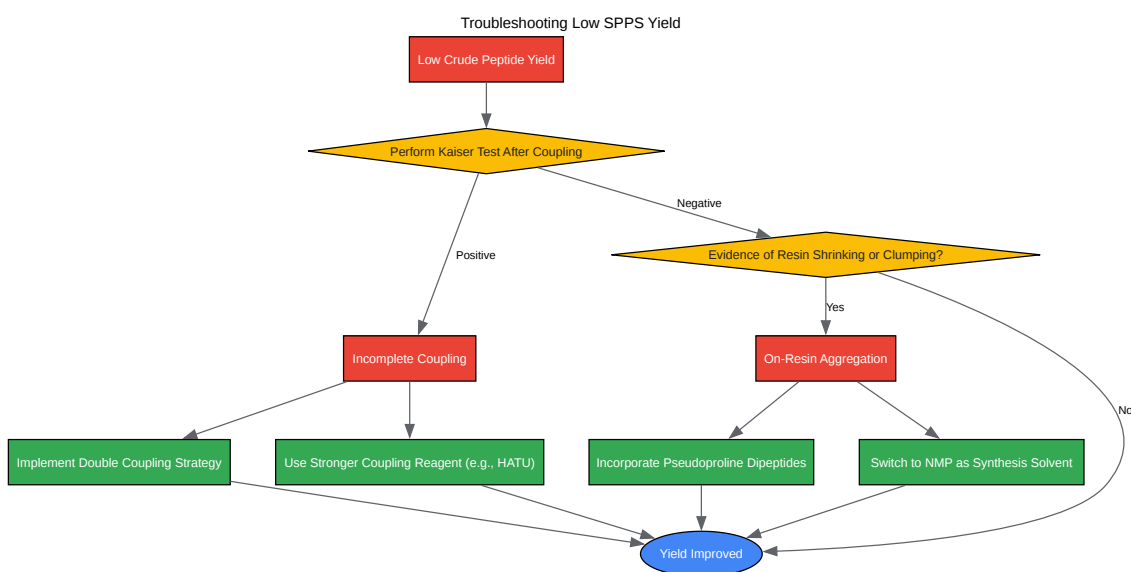 Troubleshooting Low SPPS Yield
Low Crude Peptide Yield
Perform Kaiser Test After Coupling
Negative
Positive
Evidence of Resin Shrinking or Clumping?
Yes
Incomplete Coupling
On-Resin Aggregation
No
Implement Double Coupling Strategy
Use Stronger Coupling Reagent (e.g., HATU)
Incorporate Pseudoproline Dipeptides
Switch to NMP as Synthesis Solvent
Yield Improved